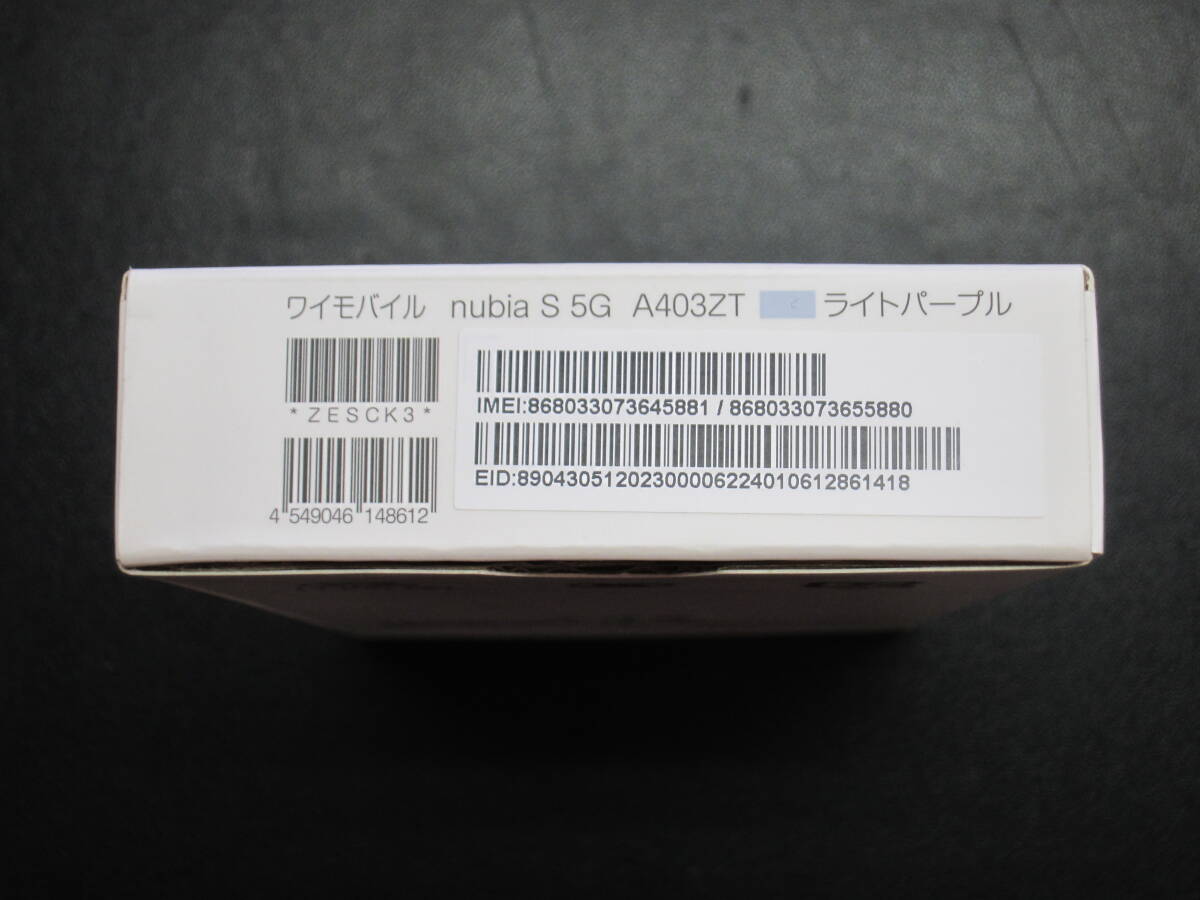 ワイモバイル nubia S 5G A403ZT ライトパープル
*ZESCK3*
4 549046 148612
IMEI:868033073645881 / 868033073655880
EID:89043051202300006224010612861418